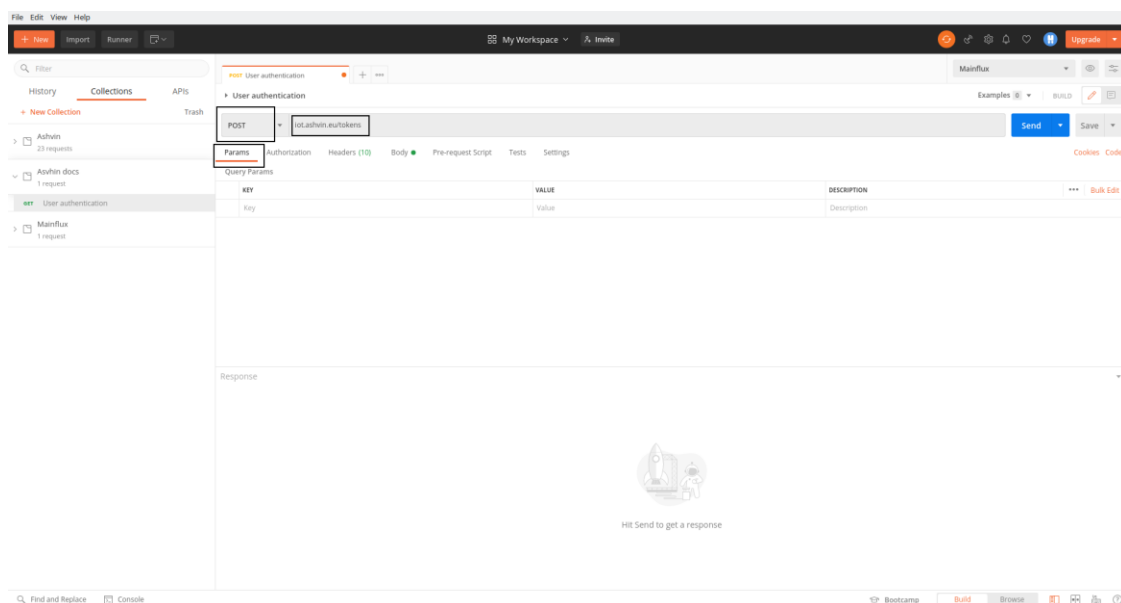 File Edit View Help
+ New Import Runner My Workspace Invite Upgrade
Filter
History Collections APIs
+ New Collection Trash
Ashvin
23 requests
Asvhin docs
1 request
GET User authentication
Mainflux
1 request
POST User authentication + Mainflux
User authentication Examples 0 BUILD
POST iot.ashvin.eu/tokens Send Save
Params Authorization Headers (10) Body Pre-request Script Tests Settings Cookies Code
Query Params
KEY VALUE DESCRIPTION Bulk Edit
Key Value Description
Response
Hit Send to get a response
Find and Replace Console Bootcamp Build Browse